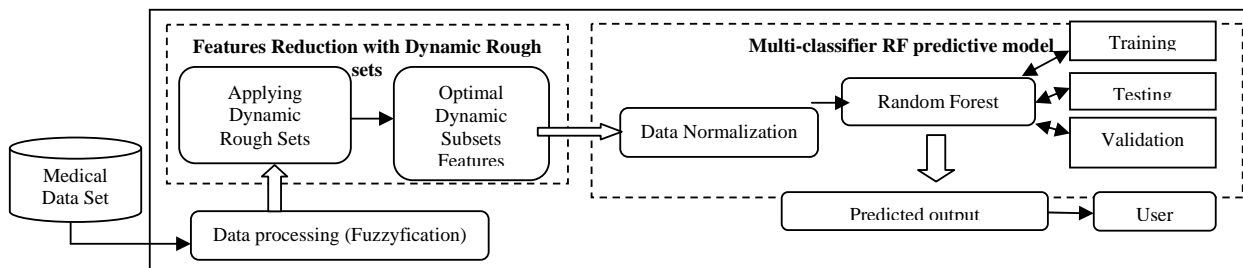 Features Reduction with Dynamic Rough
sets
Applying
Dynamic
Rough Sets
Optimal
Dynamic
Subsets
Features
Multi-classifier RF predictive model
Data Normalization
Random Forest
Training
Testing
Validation
Medical
Data Set
Data processing (Fuzzyfication)
Predicted output
User